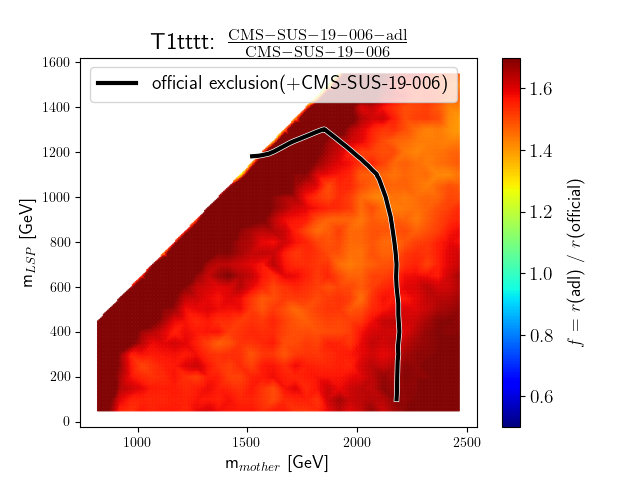 T1tttt: CMS−SUS−19−006−adl
CMS−SUS−19−006
official exclusion(+CMS-SUS-19-006)
1600
1400
1200
1000
800
600
400
200
0
m_LSP [GeV]
1000 1500 2000 2500
m_mother [GeV]
1.6
1.4
1.2
1.0
0.8
0.6
f = r(adl) / r(official)